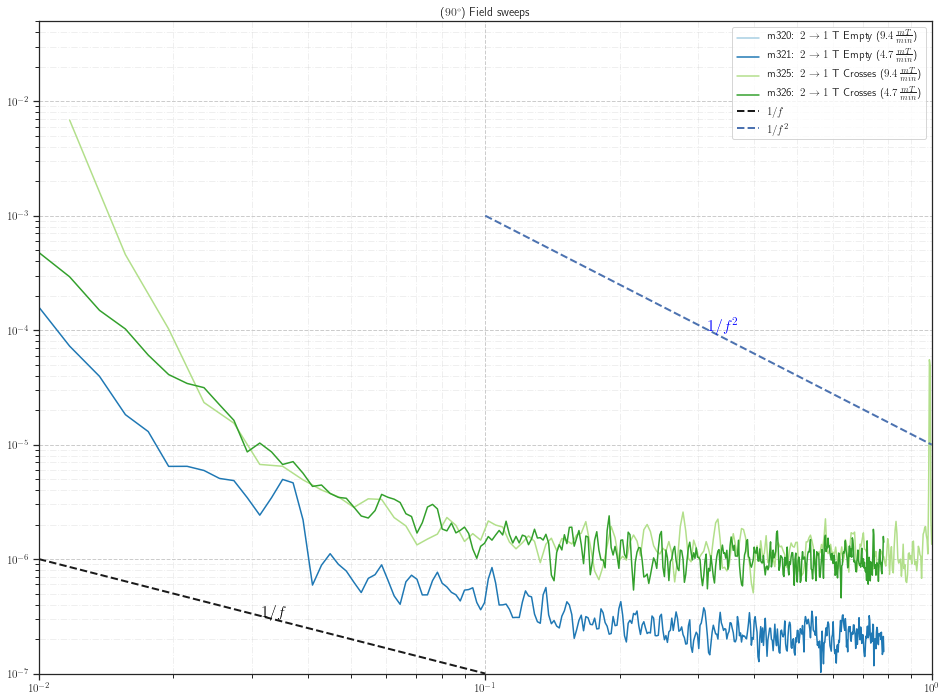 (90°) Field sweeps
m320: 2 → 1 T Empty (9.4 mT/min)
m321: 2 → 1 T Empty (4.7 mT/min)
m325: 2 → 1 T Crosses (9.4 mT/min)
m326: 2 → 1 T Crosses (4.7 mT/min)
1/f
1/f²
10⁻²
10⁻³
10⁻⁴
1/f²
10⁻⁵
10⁻⁶
1/f
10⁻⁷
10⁻² 10⁻¹ 10⁰